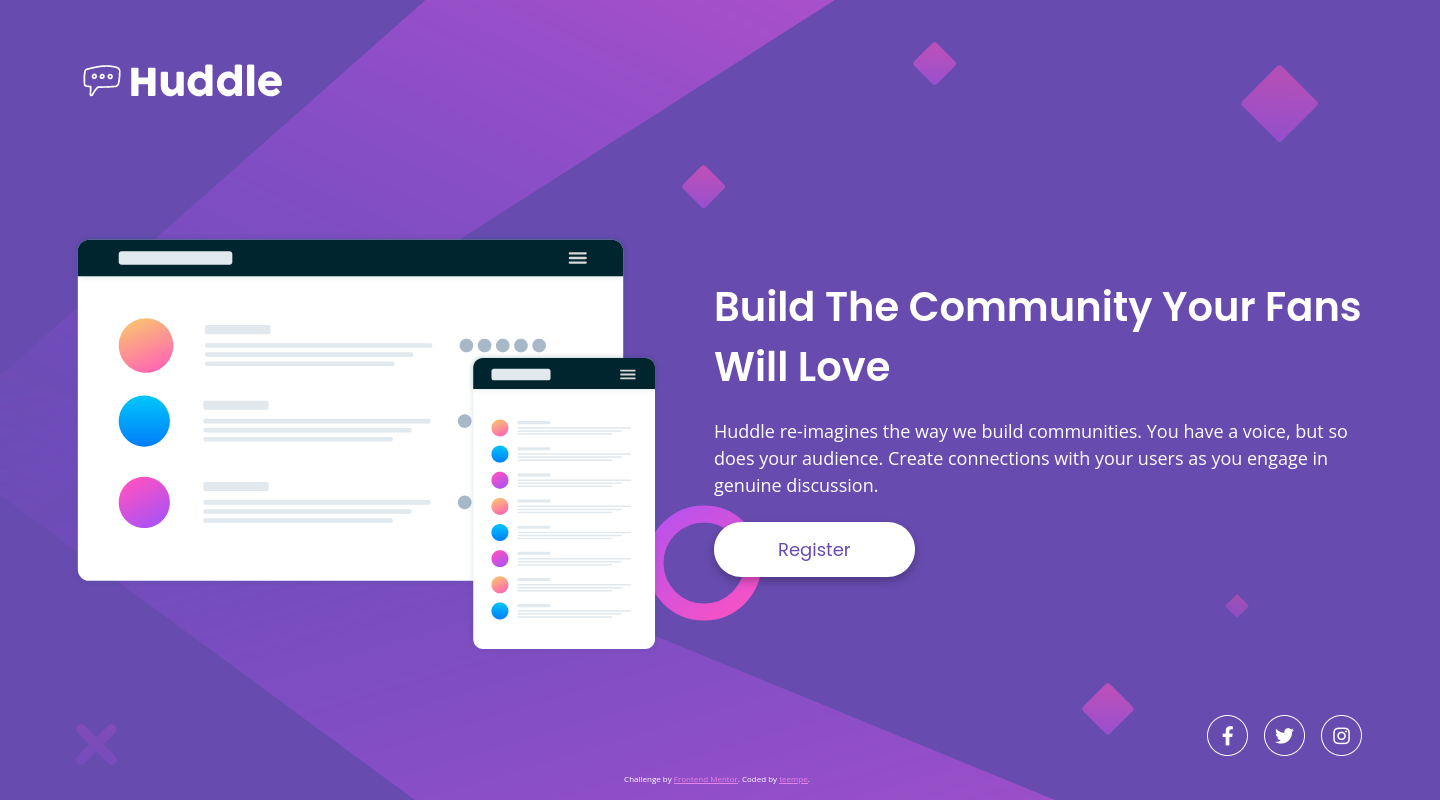 Huddle
Build The Community Your Fans
Will Love
Huddle re-imagines the way we build communities. You have a voice, but so
does your audience. Create connections with your users as you engage in
genuine discussion.
Register
Challenge by Frontend Mentor. Coded by teempe.